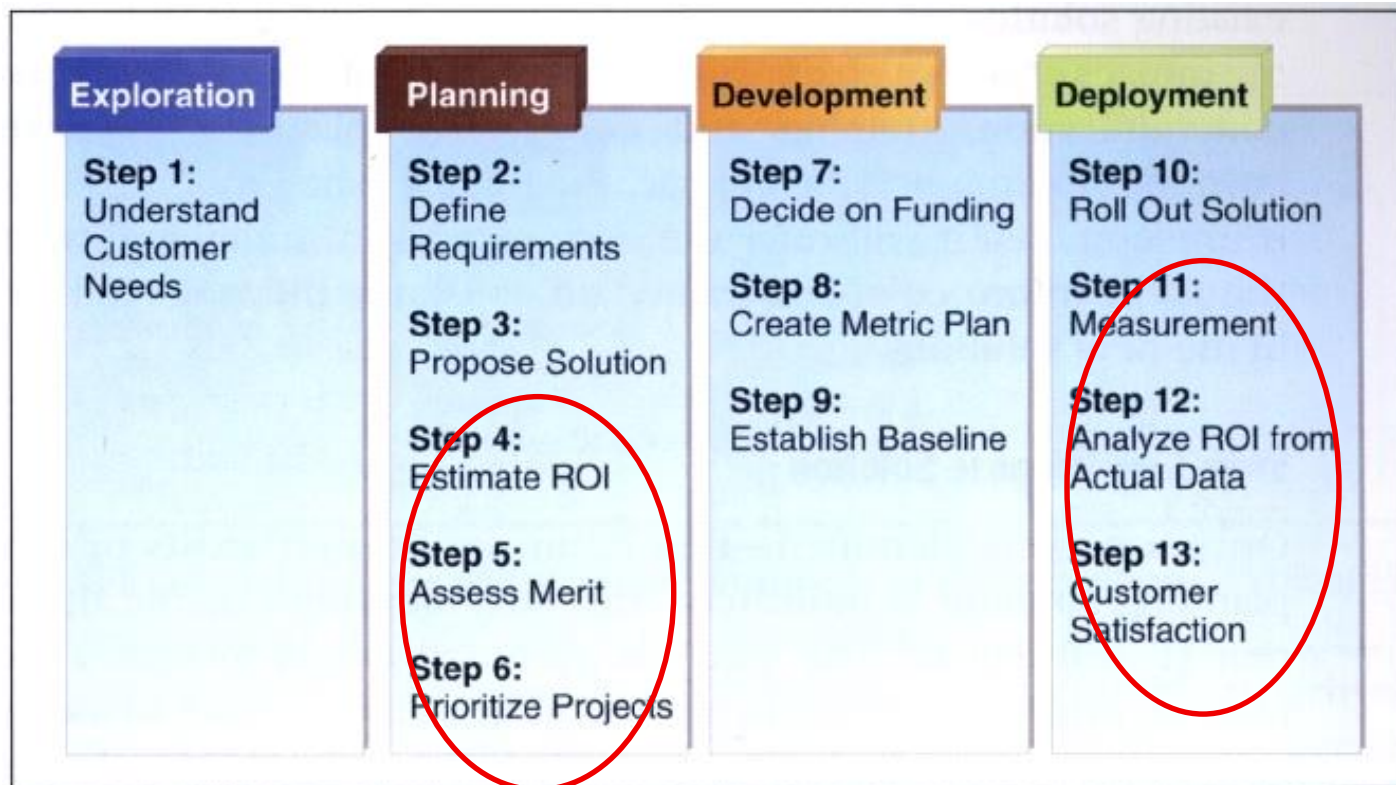 Exploration
Step 1:
Understand
Customer
Needs
Planning
Step 2:
Define
Requirements
Step 3:
Propose Solution
Step 4:
Estimate ROI
Step 5:
Assess Merit
Step 6:
Prioritize Projects
Development
Step 7:
Decide on Funding
Step 8:
Create Metric Plan
Step 9:
Establish Baseline
Deployment
Step 10:
Roll Out Solution
Step 11:
Measurement
Step 12:
Analyze ROI from
Actual Data
Step 13:
Customer
Satisfaction